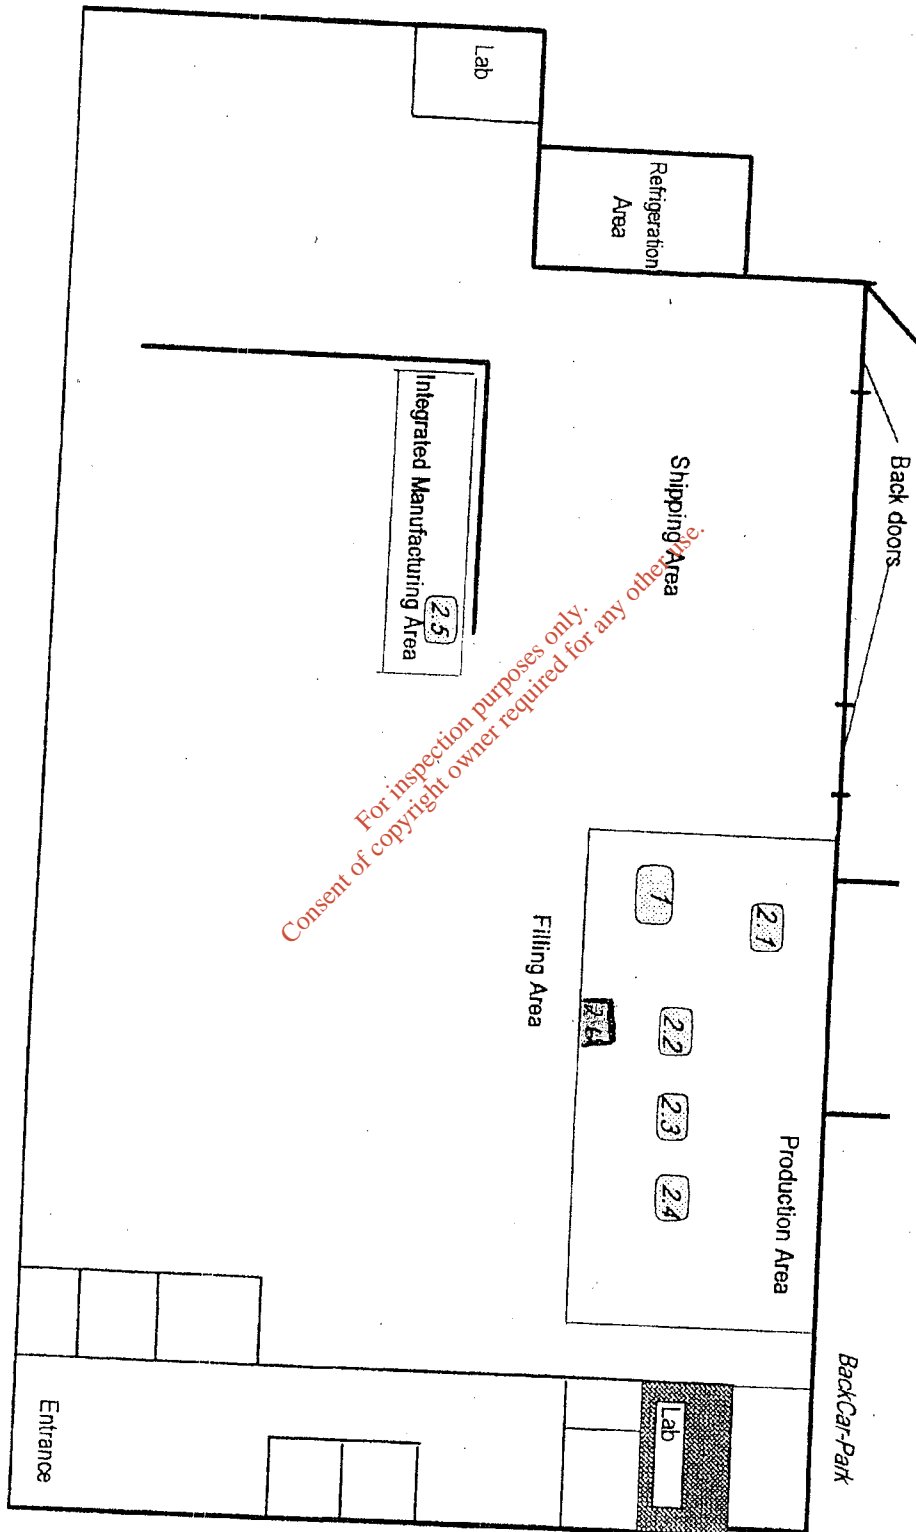 Lab
Refrigeration
Area
Back doors
Shipping Area
Integrated Manufacturing Area
2.5
For inspection purposes only.
Consent of copyright owner required for any other use.
1
2.1
Filling Area
2.6
2.2
2.3
2.4
Production Area
BackCar-Park
Lab
Entrance